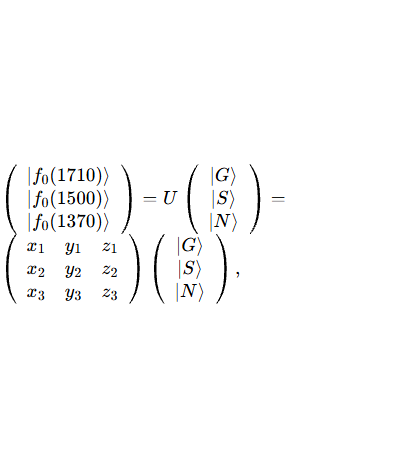 ( |f₀(1710)⟩ |f₀(1500)⟩ |f₀(1370)⟩ ) = U ( |G⟩ |S⟩ |N⟩ ) =
( x₁ y₁ z₁ x₂ y₂ z₂ x₃ y₃ z₃ ) ( |G⟩ |S⟩ |N⟩ ),